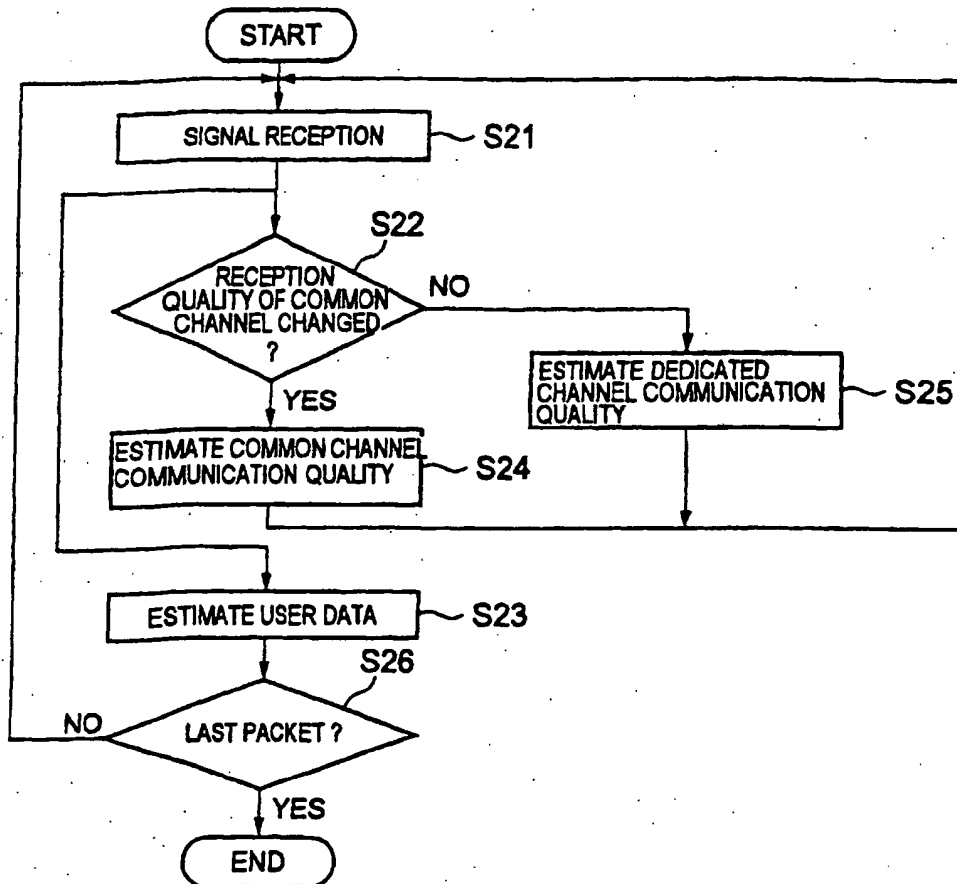 START
SIGNAL RECEPTION
S21
S22
RECEPTION
QUALITY OF COMMON
CHANNEL CHANGED
?
NO
YES
ESTIMATE DEDICATED
CHANNEL COMMUNICATION
QUALITY
S25
ESTIMATE COMMON CHANNEL
COMMUNICATION QUALITY
S24
ESTIMATE USER DATA
S23
S26
LAST PACKET ?
NO
YES
END